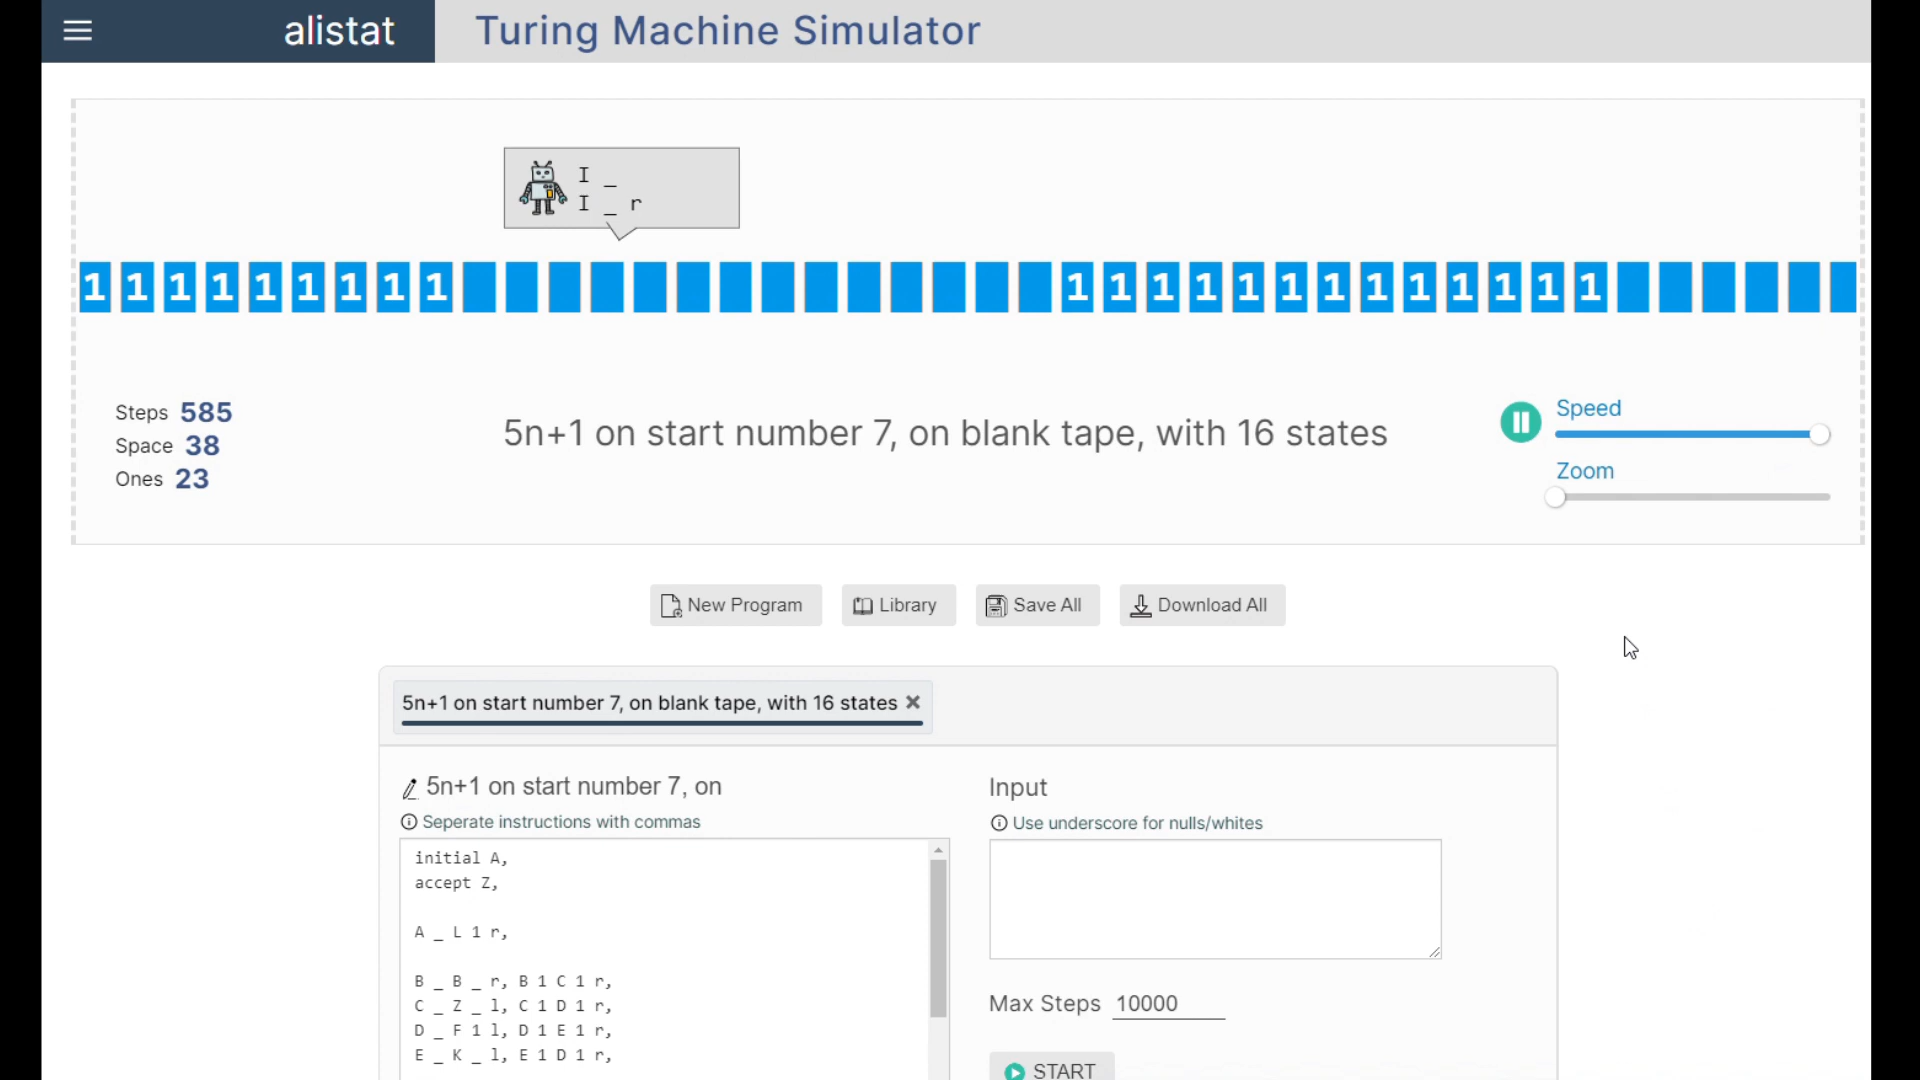 alistat
Turing Machine Simulator
I _
I _ r
1 1 1 1 1 1 1 1 1 1 1 1 1 1 1 1 1 1 1 1 1 1
Steps 585
Space 38
Ones 23
5n+1 on start number 7, on blank tape, with 16 states
Speed
Zoom
New Program
Library
Save All
Download All
5n+1 on start number 7, on blank tape, with 16 states
5n+1 on start number 7, on
Seperate instructions with commas
initial A,
accept Z,
A _ L 1 r,
B _ B _ r, B 1 C 1 r,
C _ Z _ l, C 1 D 1 r,
D _ F 1 l, D 1 E 1 r,
E _ K _ l, E 1 D 1 r,
Input
Use underscore for nulls/whites
Max Steps 10000
START